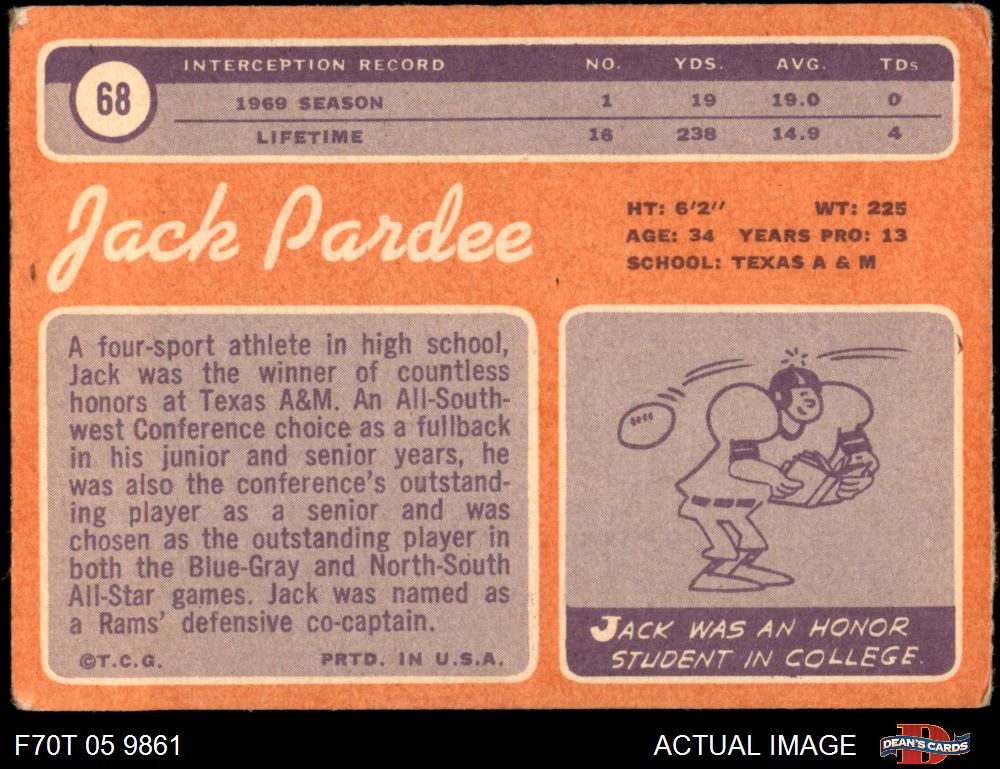 68
INTERCEPTION RECORD NO. YDS. AVG. TDs
1969 SEASON 1 19 19.0 0
LIFETIME 16 238 14.9 4
Jack Pardee
HT: 6'2'' WT: 225
AGE: 34 YEARS PRO: 13
SCHOOL: TEXAS A & M
A four-sport athlete in high school,
Jack was the winner of countless
honors at Texas A&M. An All-South-
west Conference choice as a fullback
in his junior and senior years, he
was also the conference's outstand-
ing player as a senior and was
chosen as the outstanding player in
both the Blue-Gray and North-South
All-Star games. Jack was named as
a Rams' defensive co-captain.
©T.C.G. PRTD. IN U.S.A.
JACK WAS AN HONOR
STUDENT IN COLLEGE.
F70T 05 9861
ACTUAL IMAGE
D
DEAN'S CARDS